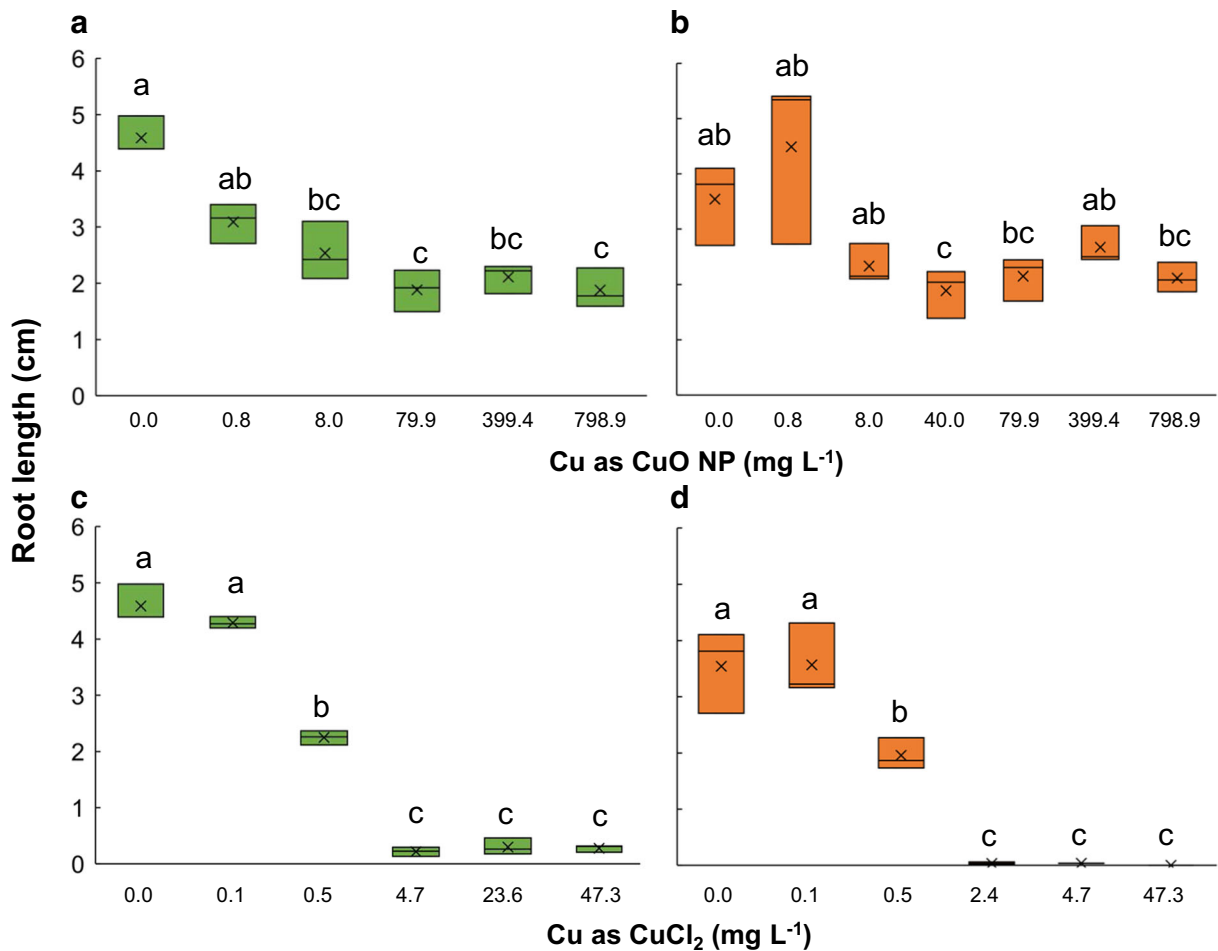 a
b
Root length (cm)
6
5
4
3
2
1
0
a
ab
bc
c
bc
c
ab
ab
ab
c
bc
ab
bc
0.0 0.8 8.0 79.9 399.4 798.9
0.0 0.8 8.0 40.0 79.9 399.4 798.9
Cu as CuO NP (mg L⁻¹)
c
d
6
5
4
3
2
1
0
a
a
b
c
c
c
a
a
b
c
c
c
0.0 0.1 0.5 4.7 23.6 47.3
0.0 0.1 0.5 2.4 4.7 47.3
Cu as CuCl₂ (mg L⁻¹)